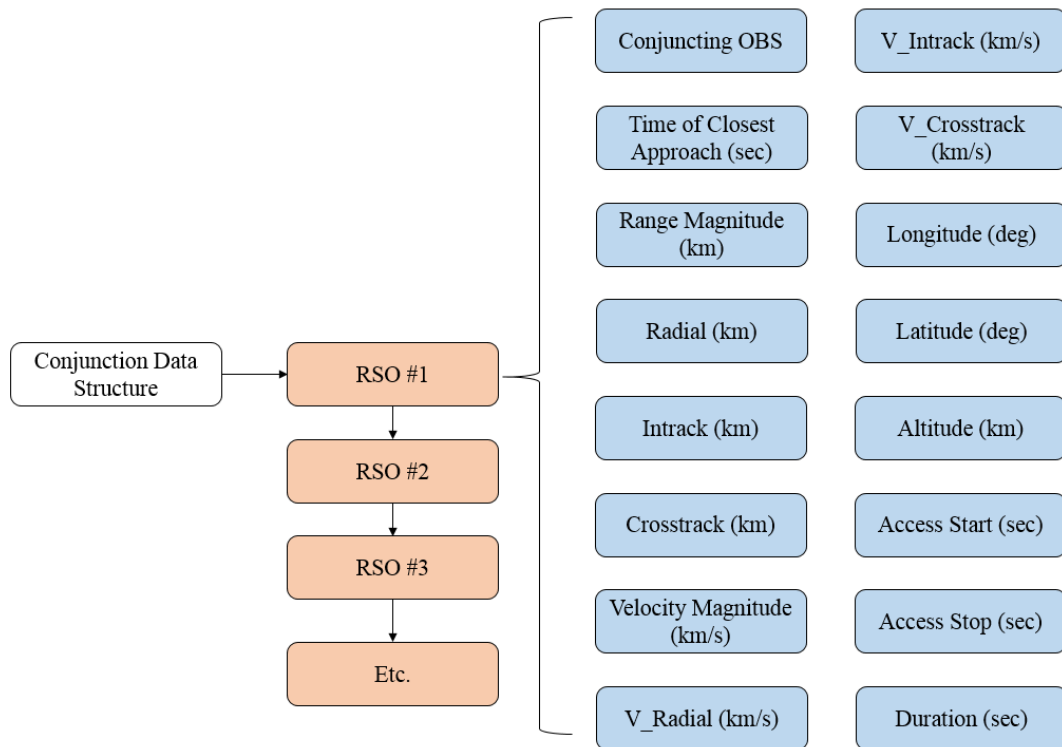 Conjunction Data
Structure
RSO #1
RSO #2
RSO #3
Etc.
Conjuncting OBS
Time of Closest
Approach (sec)
Range Magnitude
(km)
Radial (km)
Intrack (km)
Crosstrack (km)
Velocity Magnitude
(km/s)
V_Radial (km/s)
V_Intrack (km/s)
V_Crosstrack
(km/s)
Longitude (deg)
Latitude (deg)
Altitude (km)
Access Start (sec)
Access Stop (sec)
Duration (sec)